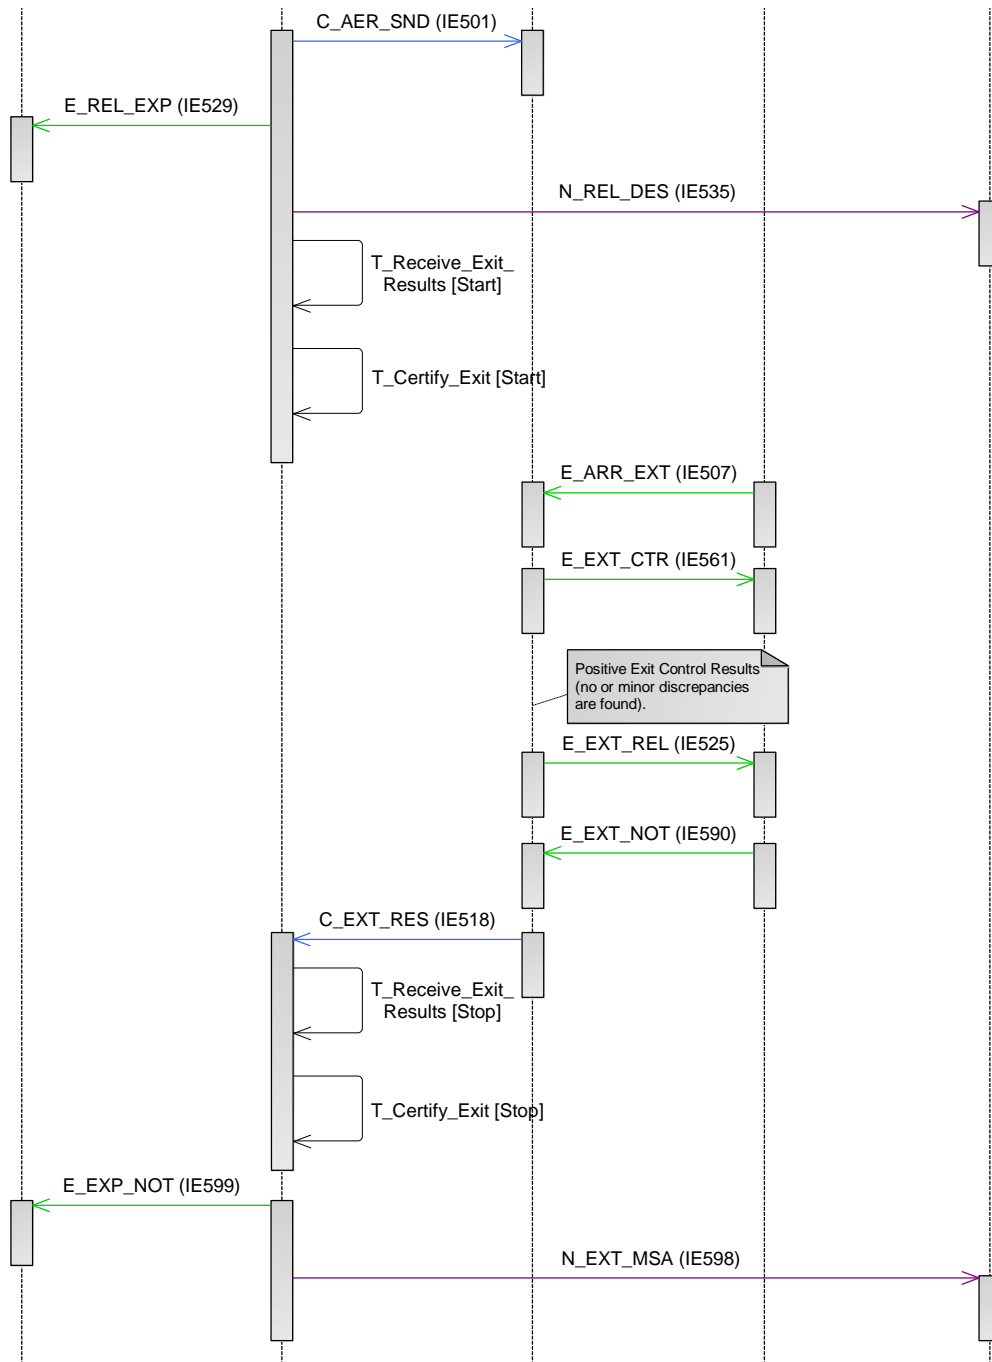 C_AER_SND (IE501)
E_REL_EXP (IE529)
N_REL_DES (IE535)
T_Receive_Exit_
Results [Start]
T_Certify_Exit [Start]
E_ARR_EXT (IE507)
E_EXT_CTR (IE561)
Positive Exit Control Results
(no or minor discrepancies
are found).
E_EXT_REL (IE525)
E_EXT_NOT (IE590)
C_EXT_RES (IE518)
T_Receive_Exit_
Results [Stop]
T_Certify_Exit [Stop]
E_EXP_NOT (IE599)
N_EXT_MSA (IE598)